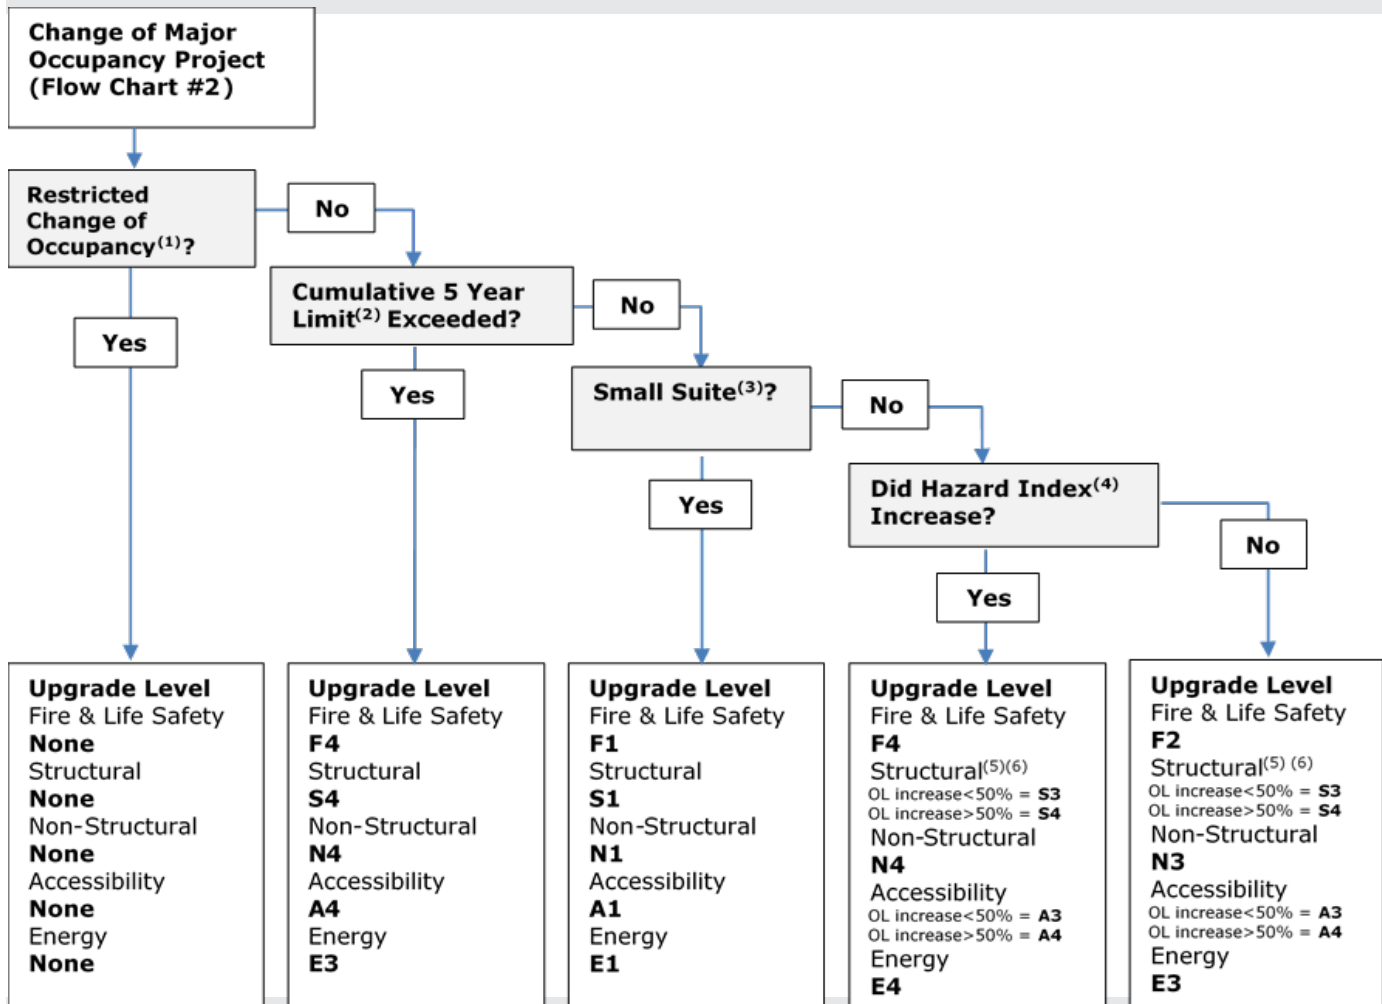 Change of Major
Occupancy Project
(Flow Chart #2)
Restricted
Change of
Occupancy(1)?
No
Yes
Cumulative 5 Year
Limit(2) Exceeded?
No
Yes
Small Suite(3)?
No
Yes
Did Hazard Index(4)
Increase?
No
Yes
Upgrade Level
Fire & Life Safety
None
Structural
None
Non-Structural
None
Accessibility
None
Energy
None
Upgrade Level
Fire & Life Safety
F4
Structural
S4
Non-Structural
N4
Accessibility
A4
Energy
E3
Upgrade Level
Fire & Life Safety
F1
Structural
S1
Non-Structural
N1
Accessibility
A1
Energy
E1
Upgrade Level
Fire & Life Safety
F4
Structural(5)(6)
OL increase<50% = S3
OL increase>50% = S4
Non-Structural
N4
Accessibility
OL increase<50% = A3
OL increase>50% = A4
Energy
E4
Upgrade Level
Fire & Life Safety
F2
Structural(5) (6)
OL increase<50% = S3
OL increase>50% = S4
Non-Structural
N3
Accessibility
OL increase<50% = A3
OL increase>50% = A4
Energy
E3